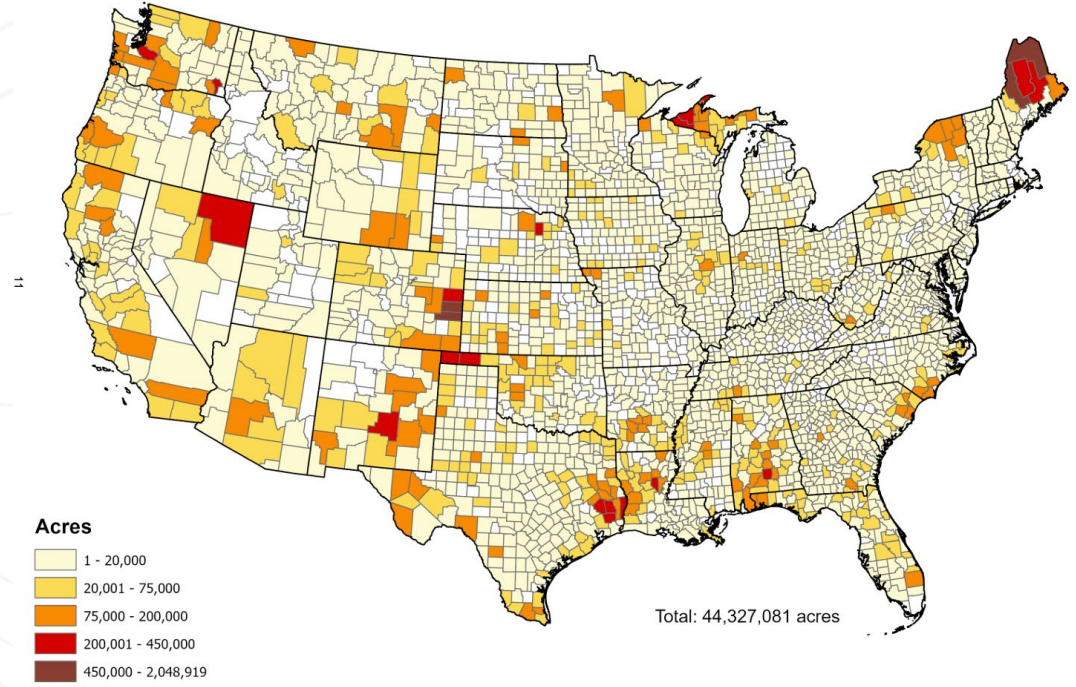 11
Acres
1 - 20,000
20,001 - 75,000
75,000 - 200,000
200,001 - 450,000
450,000 - 2,048,919
Total: 44,327,081 acres